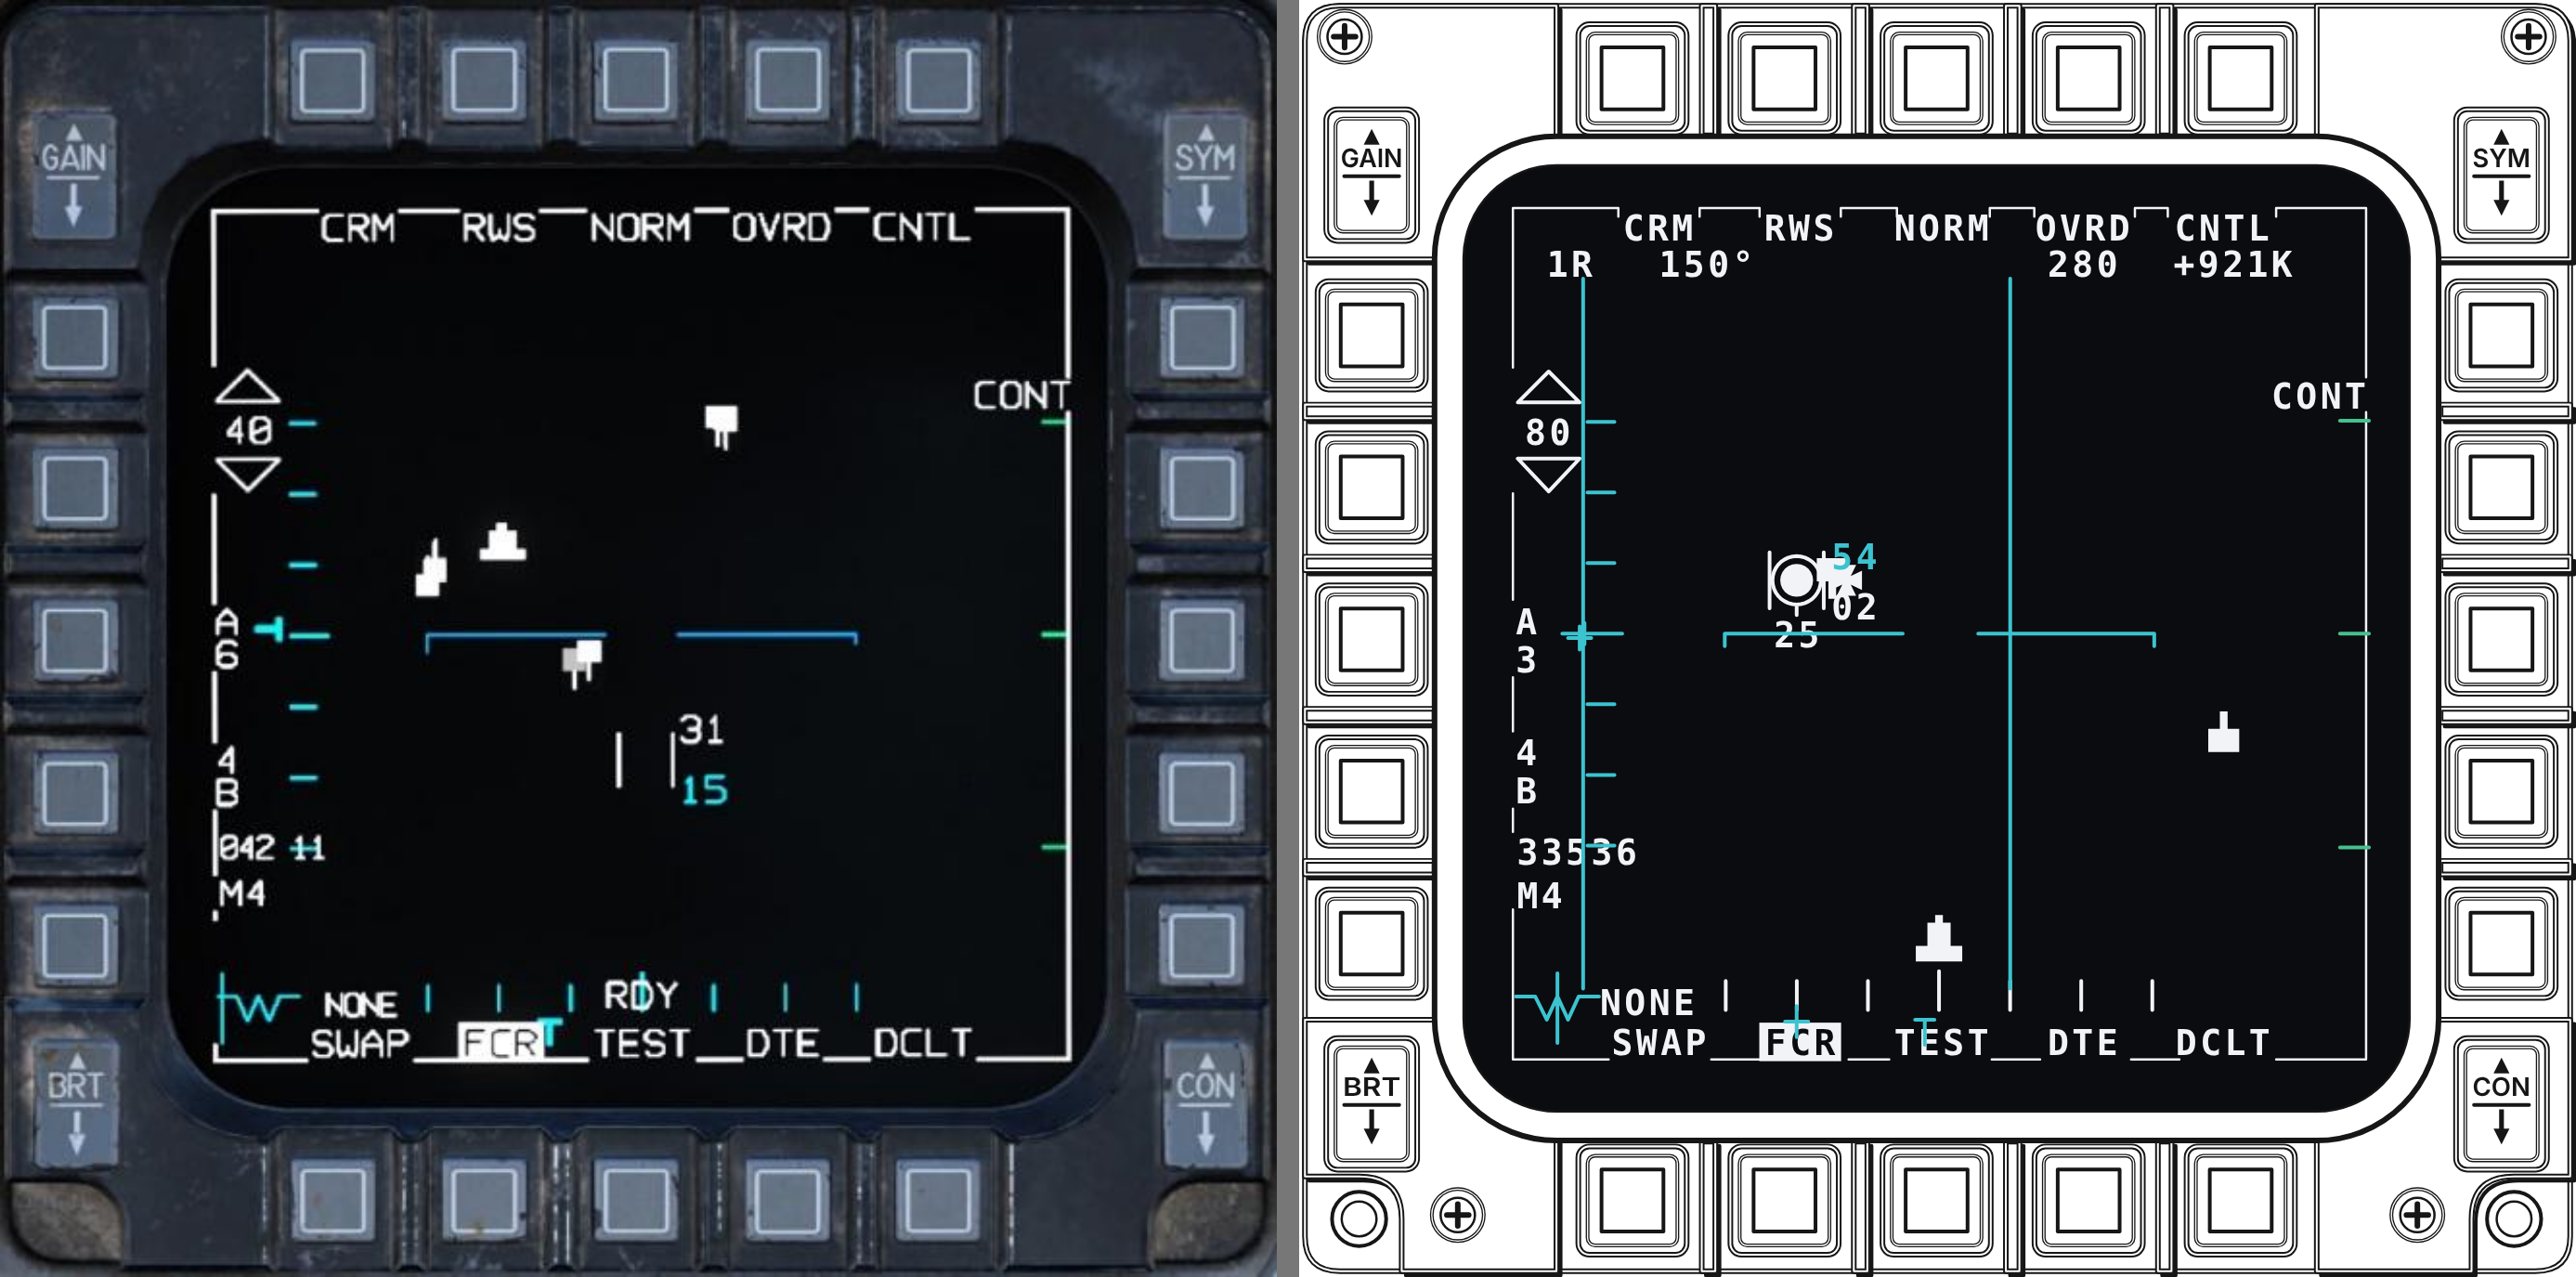 GAIN
SYM
CRM RWS NORM OVRD CNTL
CONT
40
A
6
31
4
B
15
042 11
M4
NONE
RDY
SWAP FCR T TEST DTE DCLT
BRT
CON
GAIN
SYM
CRM RWS NORM OVRD CNTL
1R 150° 280 +921K
CONT
80
54
02
A
3
25
4
B
33536
M4
NONE
SWAP FCR TEST DTE DCLT
BRT
CON